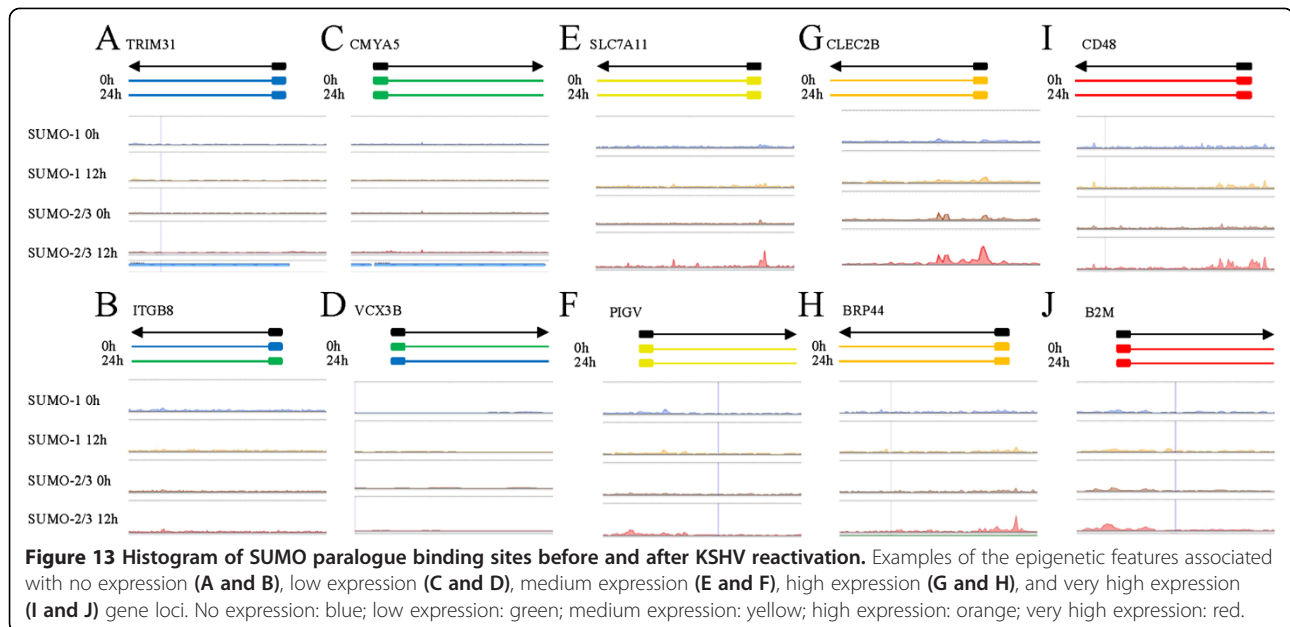 A TRIM31
0h
24h
C CMYA5
E SLC7A11
0h
24h
G CLEC2B
0h
24h
I CD48
0h
24h
SUMO-1 0h
SUMO-1 12h
SUMO-2/3 0h
SUMO-2/3 12h
B ITGB8
0h
24h
D VCX3B
0h
24h
F PIGV
0h
24h
H BRP44
0h
24h
J B2M
0h
24h
SUMO-1 0h
SUMO-1 12h
SUMO-2/3 0h
SUMO-2/3 12h
Figure 13 Histogram of SUMO paralogue binding sites before and after KSHV reactivation. Examples of the epigenetic features associated
with no expression (A and B), low expression (C and D), medium expression (E and F), high expression (G and H), and very high expression
(I and J) gene loci. No expression: blue; low expression: green; medium expression: yellow; high expression: orange; very high expression: red.